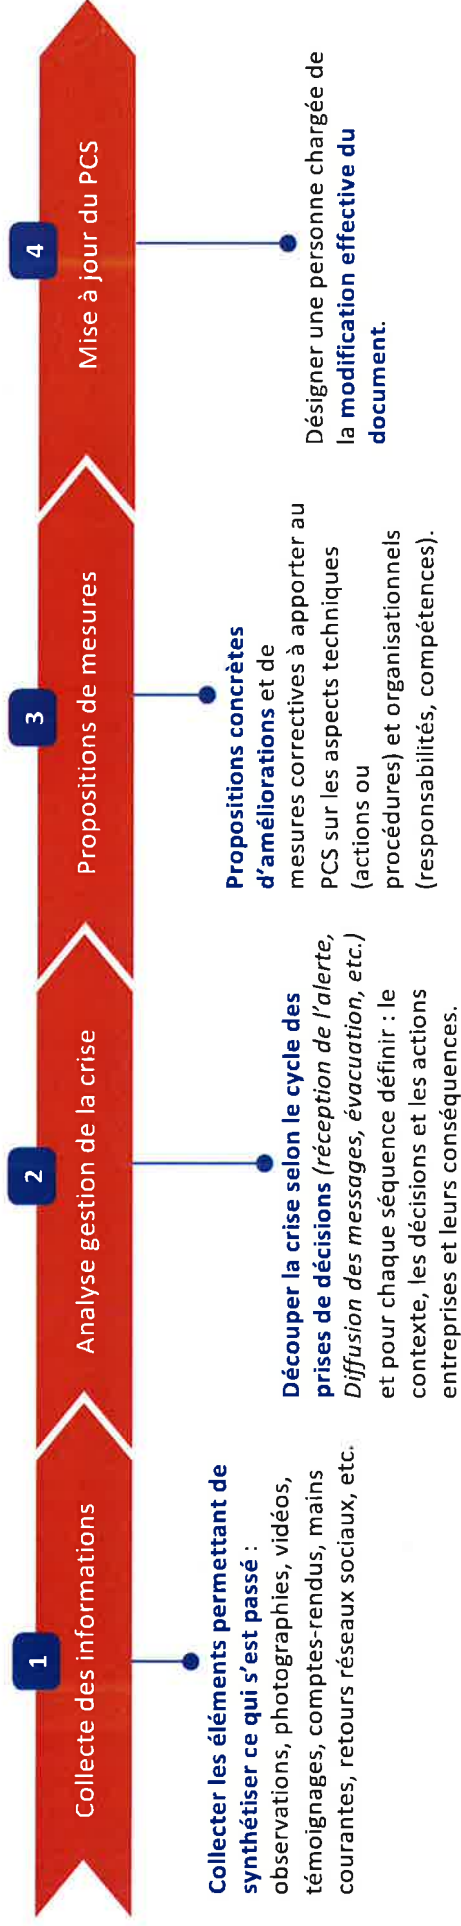 1
Collecte des informations
Collecter les éléments permettant de
synthétiser ce qui s'est passé :
observations, photographies, vidéos,
témoignages, comptes-rendus, mains
courantes, retours réseaux sociaux, etc.
2
Analyse gestion de la crise
Découper la crise selon le cycle des
prises de décisions (réception de l'alerte,
Diffusion des messages, évacuation, etc.)
et pour chaque séquence définir : le
contexte, les décisions et les actions
entreprises et leurs conséquences.
3
Propositions de mesures
Propositions concrètes
d'améliorations et de
mesures correctives à apporter au
PCS sur les aspects techniques
(actions ou
procédures) et organisationnels
(responsabilités, compétences).
4
Mise à jour du PCS
Désigner une personne chargée de
la modification effective du
document.